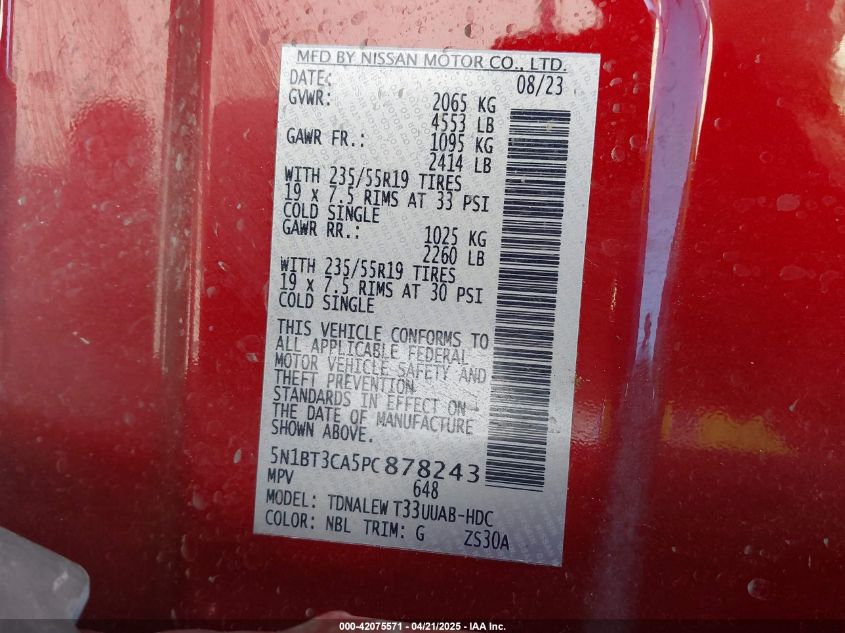 MFD BY NISSAN MOTOR CO., LTD.
DATE: 08/23
GVWR: 2065 KG
4553 LB
GAWR FR.: 1095 KG
2414 LB
WITH 235/55R19 TIRES
19 x 7.5 RIMS AT 33 PSI
COLD SINGLE
GAWR RR.: 1025 KG
2260 LB
WITH 235/55R19 TIRES
19 x 7.5 RIMS AT 30 PSI
COLD SINGLE
THIS VEHICLE CONFORMS TO
ALL APPLICABLE FEDERAL
MOTOR VEHICLE SAFETY AND
THEFT PREVENTION
STANDARDS IN EFFECT ON
THE DATE OF MANUFACTURE
SHOWN ABOVE.
5N1BT3CA5PC878243
MPV 648
MODEL: TDNALEW T33UUAB-HDC
COLOR: NBL TRIM: G ZS30A
000-42075571 - 04/21/2025 - IAA Inc.